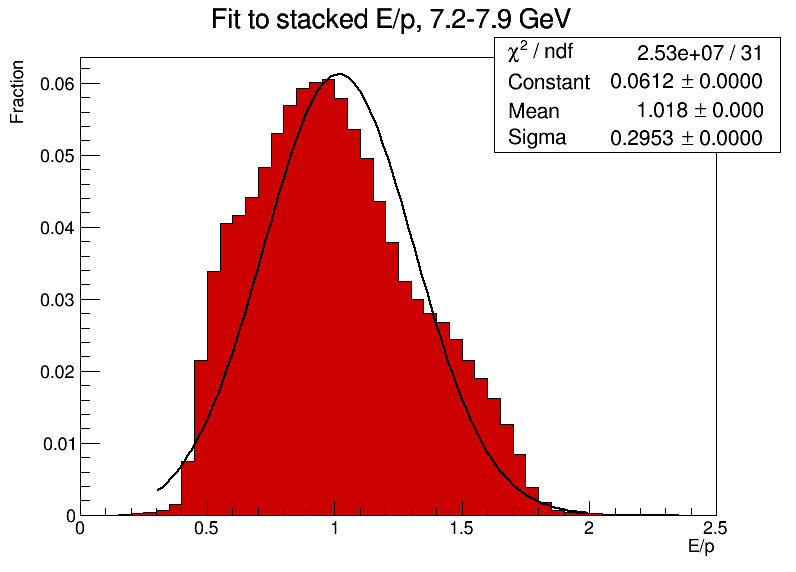 Fit to stacked E/p, 7.2-7.9 GeV
χ² / ndf 2.53e+07 / 31
Constant 0.0612 ± 0.0000
Mean 1.018 ± 0.000
Sigma 0.2953 ± 0.0000
Fraction
0.06
0.05
0.04
0.03
0.02
0.01
0
0 0.5 1 1.5 2 2.5
E/p